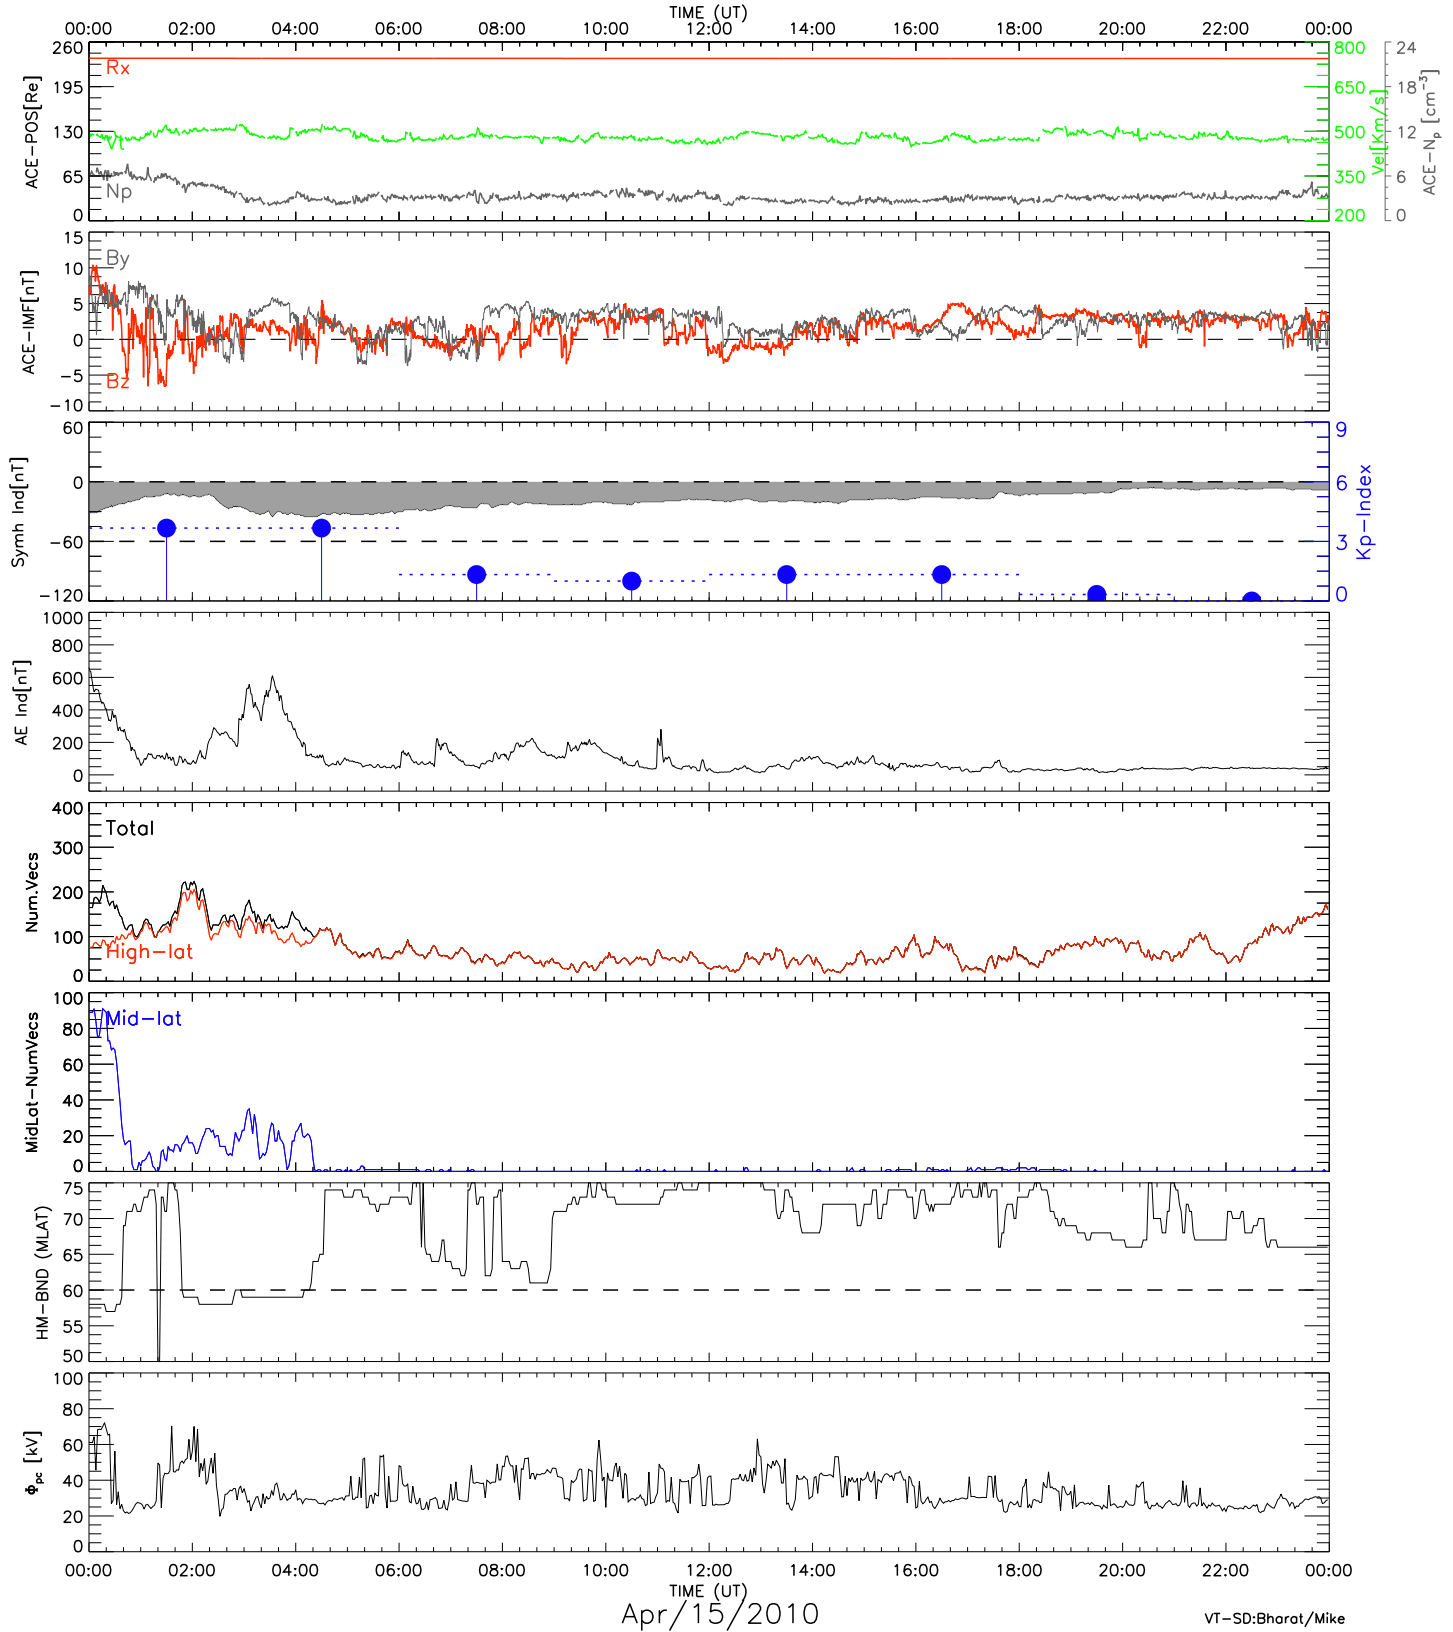 TIME (UT)
00:00 02:00 04:00 06:00 08:00 10:00 12:00 14:00 16:00 18:00 20:00 22:00 00:00
ACE-POS[Re]
260
195
130
65
0
Rx
Np
800
650
500
350
200
Vel[Km/s]
24
18
12
6
0
ACE-Np [cm-3]
ACE-IMF[nT]
15
10
5
0
-5
-10
By
Bz
Symh Ind[nT]
60
0
-60
-120
9
6
3
0
Kp-Index
AE Ind[nT]
1000
800
600
400
200
0
Num.Vecs
400
300
200
100
0
Total
High-lat
MidLat-NumVecs
100
80
60
40
20
0
Mid-lat
HM-BND (MLAT)
75
70
65
60
55
50
Φpc [kV]
100
80
60
40
20
0
00:00 02:00 04:00 06:00 08:00 10:00 12:00 14:00 16:00 18:00 20:00 22:00 00:00
TIME (UT)
Apr/15/2010
VT-SD:Bharat/Mike